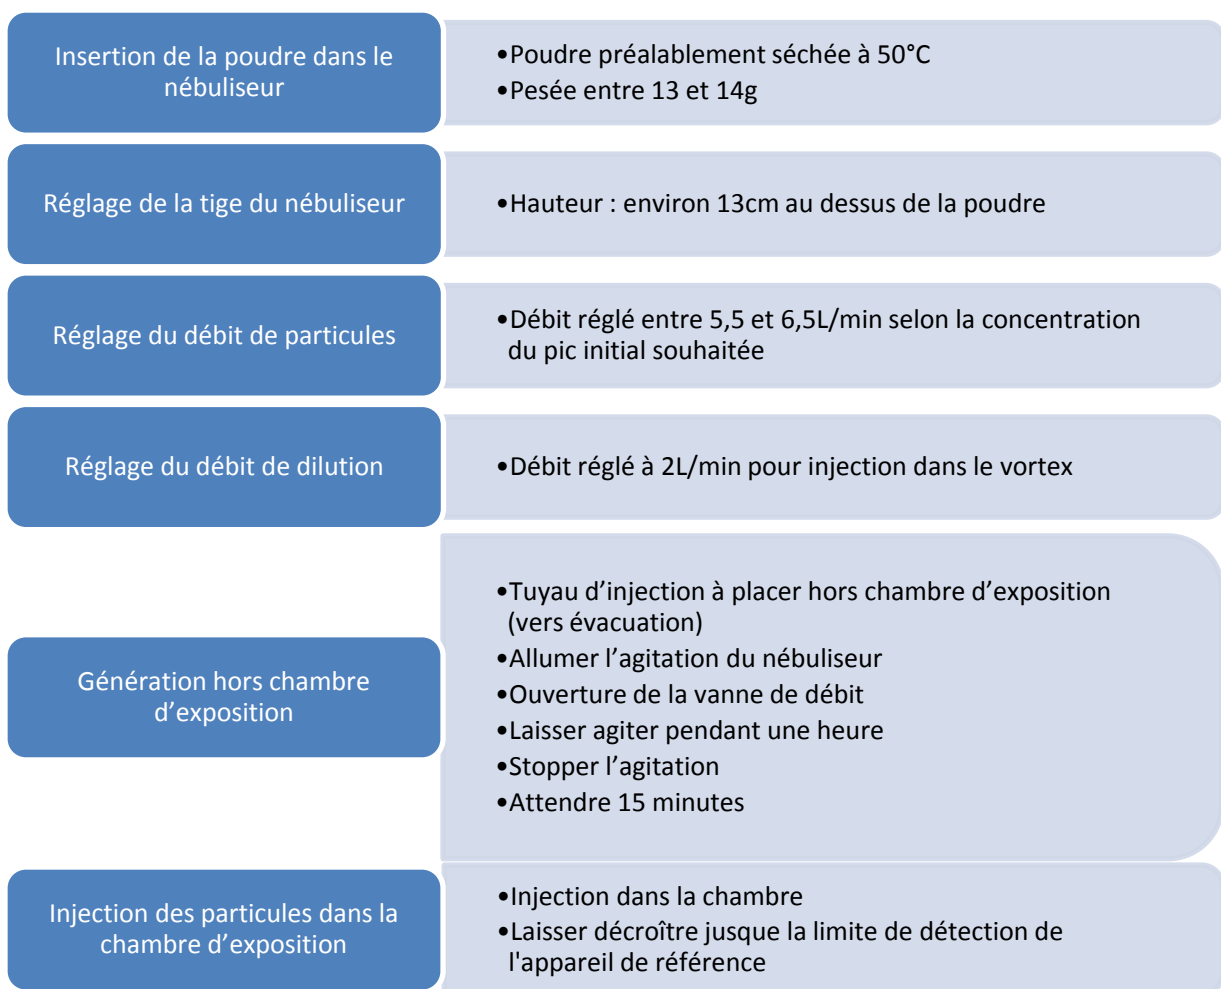 Insertion de la poudre dans le
nébuliseur
•Poudre préalablement séchée à 50°C
•Pesée entre 13 et 14g
Réglage de la tige du nébuliseur
•Hauteur : environ 13cm au dessus de la poudre
Réglage du débit de particules
•Débit réglé entre 5,5 et 6,5L/min selon la concentration
du pic initial souhaitée
Réglage du débit de dilution
•Débit réglé à 2L/min pour injection dans le vortex
Génération hors chambre
d’exposition
•Tuyau d’injection à placer hors chambre d’exposition
(vers évacuation)
•Allumer l’agitation du nébuliseur
•Ouverture de la vanne de débit
•Laisser agiter pendant une heure
•Stopper l’agitation
•Attendre 15 minutes
Injection des particules dans la
chambre d’exposition
•Injection dans la chambre
•Laisser décroître jusque la limite de détection de
l'appareil de référence